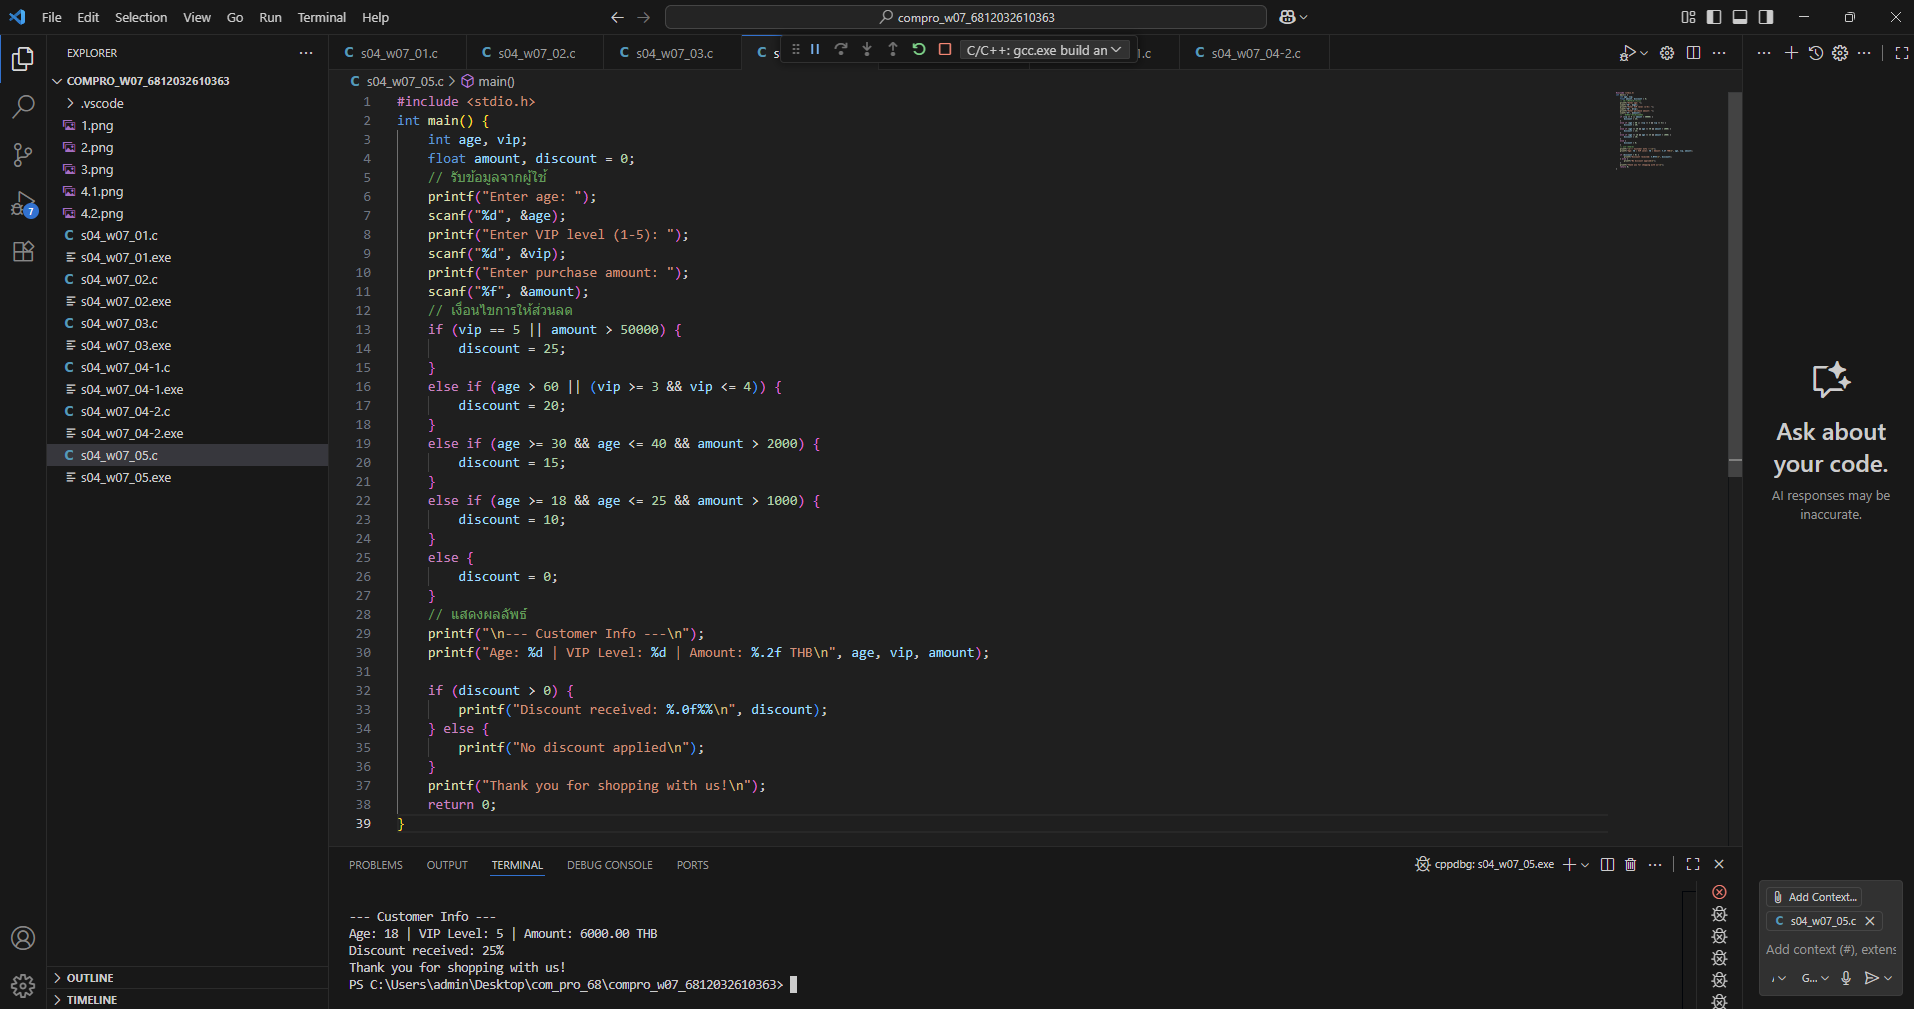 File Edit Selection View Go Run Terminal Help
compro_w07_6812032610363
EXPLORER
COMPRO_W07_6812032610363
.vscode
1.png
2.png
3.png
4.1.png
4.2.png
C s04_w07_01.c
s04_w07_01.exe
C s04_w07_02.c
s04_w07_02.exe
C s04_w07_03.c
s04_w07_03.exe
C s04_w07_04-1.c
s04_w07_04-1.exe
C s04_w07_04-2.c
s04_w07_04-2.exe
C s04_w07_05.c
s04_w07_05.exe
7
OUTLINE
TIMELINE
C s04_w07_01.c C s04_w07_02.c C s04_w07_03.c C s C/C++: gcc.exe build an 1.c C s04_w07_04-2.c
C s04_w07_05.c > main()
1 #include <stdio.h>
2 int main() {
3 int age, vip;
4 float amount, discount = 0;
5 // รับข้อมูลจากผู้ใช้
6 printf("Enter age: ");
7 scanf("%d", &age);
8 printf("Enter VIP level (1-5): ");
9 scanf("%d", &vip);
10 printf("Enter purchase amount: ");
11 scanf("%f", &amount);
12 // เงื่อนไขการให้ส่วนลด
13 if (vip == 5 || amount > 50000) {
14 discount = 25;
15 }
16 else if (age > 60 || (vip >= 3 && vip <= 4)) {
17 discount = 20;
18 }
19 else if (age >= 30 && age <= 40 && amount > 2000) {
20 discount = 15;
21 }
22 else if (age >= 18 && age <= 25 && amount > 1000) {
23 discount = 10;
24 }
25 else {
26 discount = 0;
27 }
28 // แสดงผลลัพธ์
29 printf("\n--- Customer Info ---\n");
30 printf("Age: %d | VIP Level: %d | Amount: %.2f THB\n", age, vip, amount);
31
32 if (discount > 0) {
33 printf("Discount received: %.0f%%\n", discount);
34 } else {
35 printf("No discount applied\n");
36 }
37 printf("Thank you for shopping with us!\n");
38 return 0;
39 }
PROBLEMS OUTPUT TERMINAL DEBUG CONSOLE PORTS
cppdbg: s04_w07_05.exe
--- Customer Info ---
Age: 18 | VIP Level: 5 | Amount: 6000.00 THB
Discount received: 25%
Thank you for shopping with us!
PS C:\Users\admin\Desktop\com_pro_68\compro_w07_6812032610363>
Ask about
your code.
AI responses may be
inaccurate.
Add Context...
C s04_w07_05.c
Add context (#), extens
G...